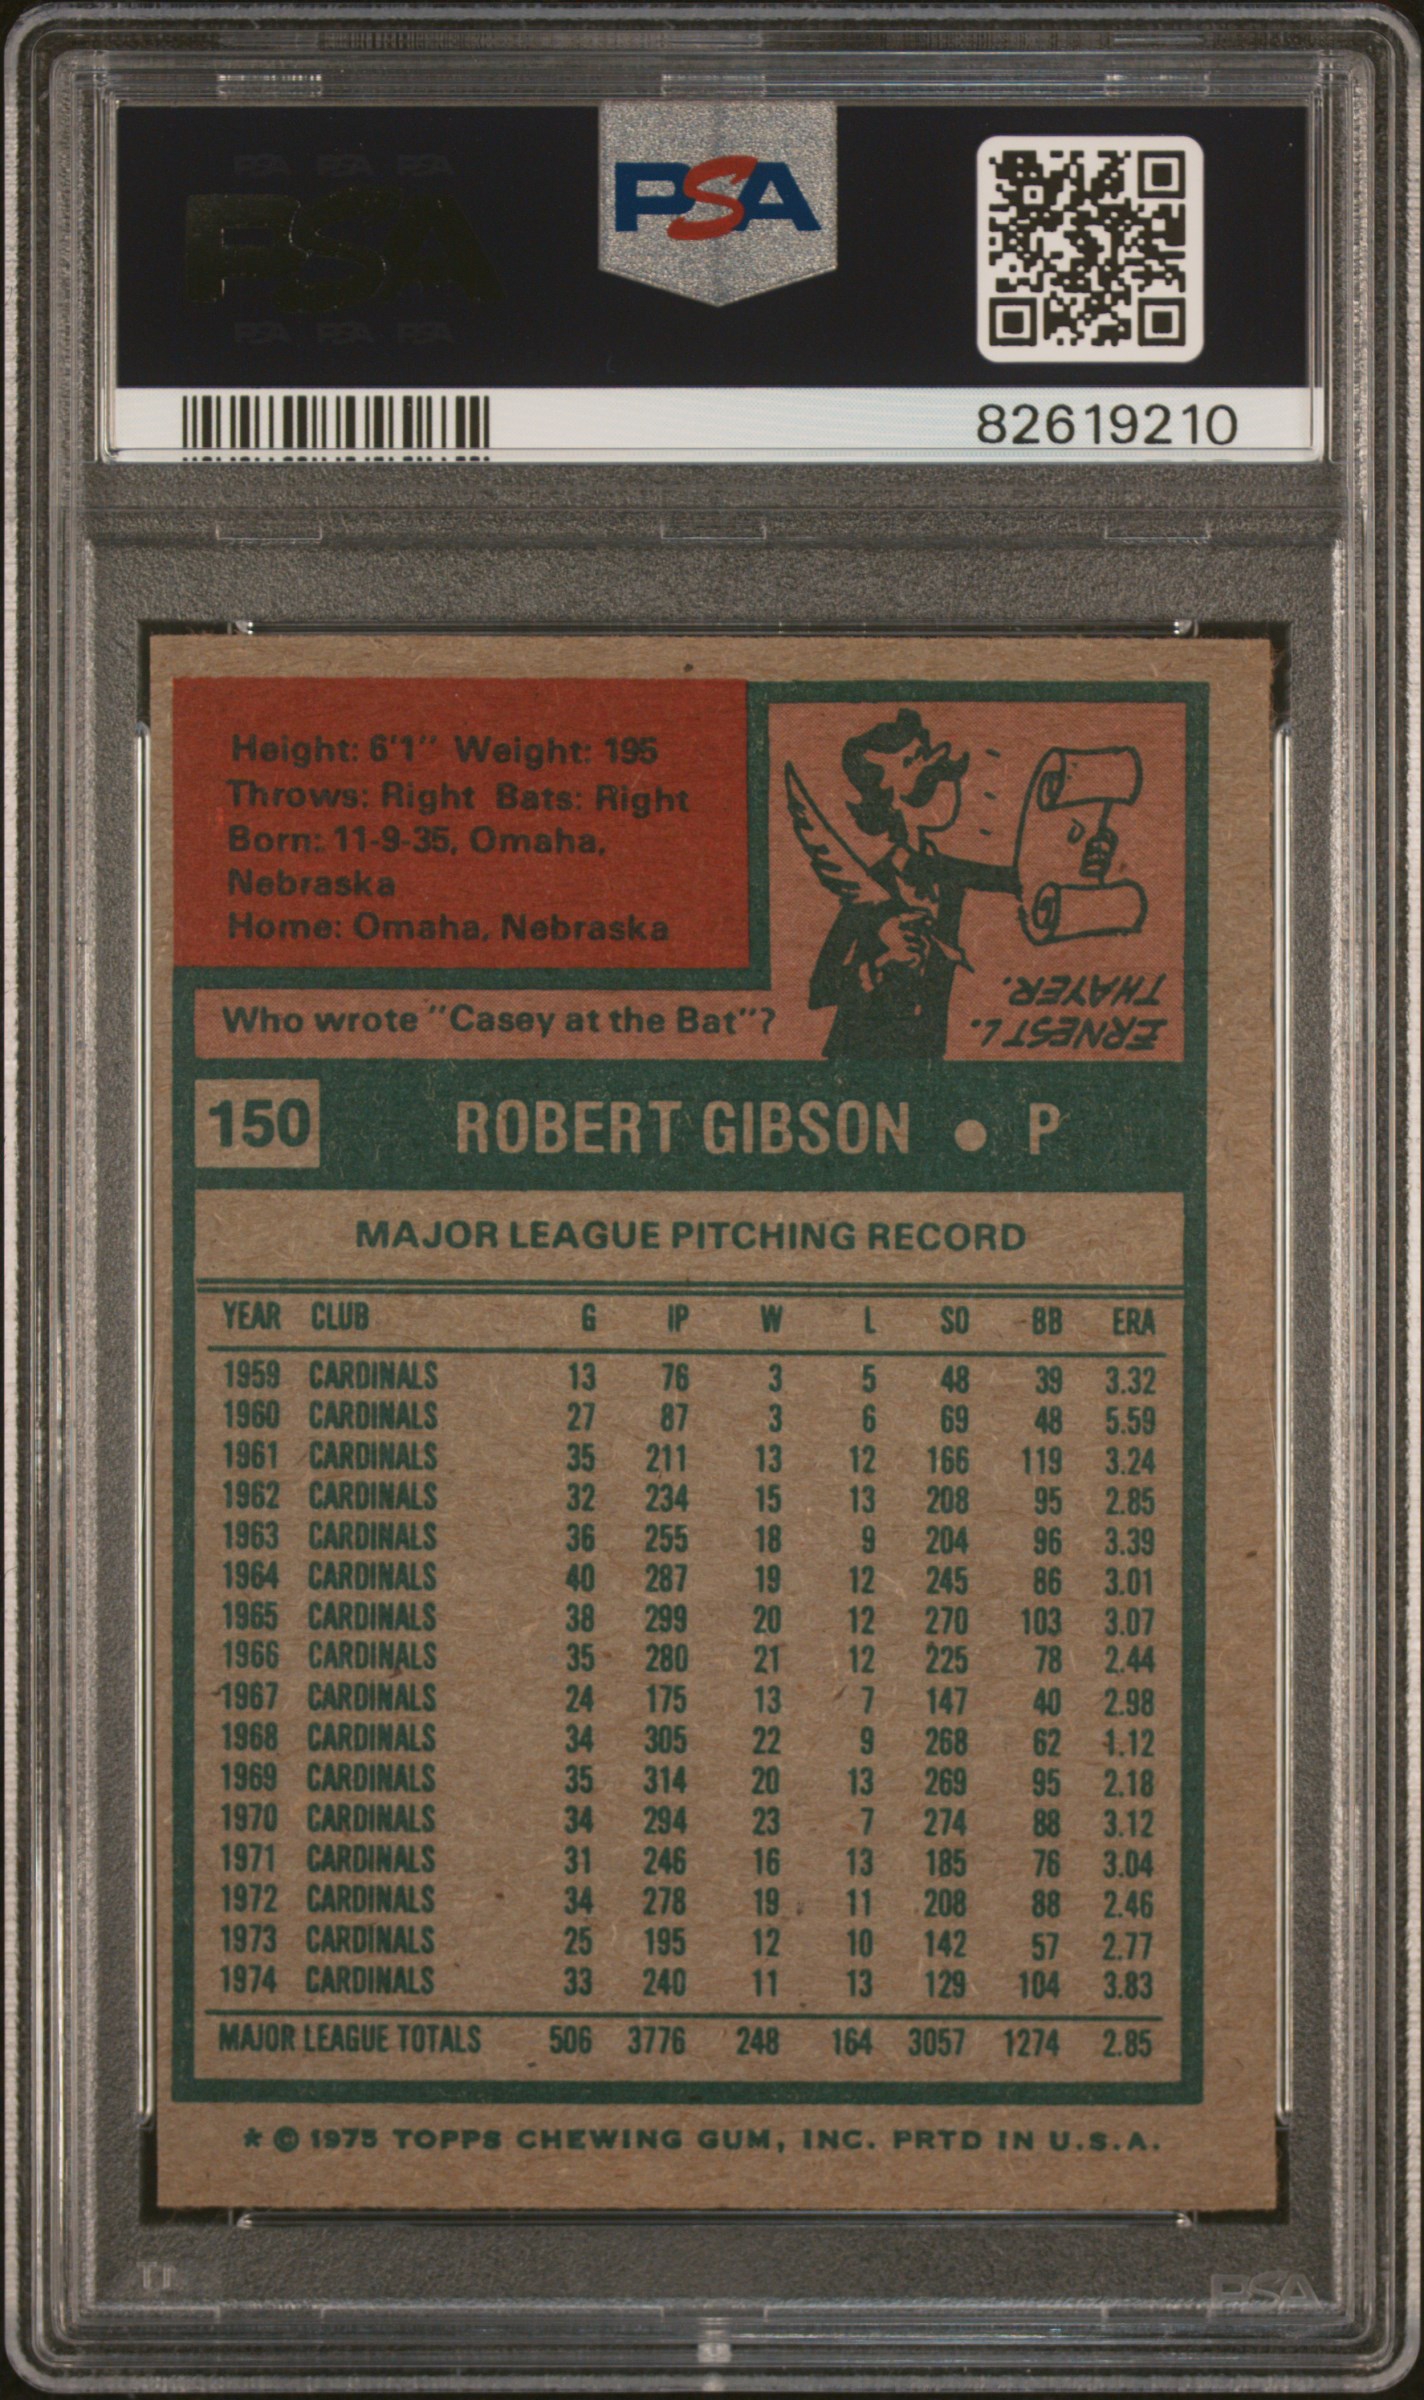 PSA PSA PSA
PSA
PSA PSA PSA
PSA
82619210
Height: 6'1" Weight: 195
Throws: Right Bats: Right
Born: 11-9-35, Omaha,
Nebraska
Home: Omaha, Nebraska
Who wrote "Casey at the Bat"?
ERNEST L.
THAYER.
150 ROBERT GIBSON • P
MAJOR LEAGUE PITCHING RECORD
YEAR CLUB G IP W L SO BB ERA
1959 CARDINALS 13 76 3 5 48 39 3.32
1960 CARDINALS 27 87 3 6 69 48 5.59
1961 CARDINALS 35 211 13 12 166 119 3.24
1962 CARDINALS 32 234 15 13 208 95 2.85
1963 CARDINALS 36 255 18 9 204 96 3.39
1964 CARDINALS 40 287 19 12 245 86 3.01
1965 CARDINALS 38 299 20 12 270 103 3.07
1966 CARDINALS 35 280 21 12 225 78 2.44
1967 CARDINALS 24 175 13 7 147 40 2.98
1968 CARDINALS 34 305 22 9 268 62 1.12
1969 CARDINALS 35 314 20 13 269 95 2.18
1970 CARDINALS 34 294 23 7 274 88 3.12
1971 CARDINALS 31 246 16 13 185 76 3.04
1972 CARDINALS 34 278 19 11 208 88 2.46
1973 CARDINALS 25 195 12 10 142 57 2.77
1974 CARDINALS 33 240 11 13 129 104 3.83
MAJOR LEAGUE TOTALS 506 3776 248 164 3057 1274 2.85
* © 1975 TOPPS CHEWING GUM, INC. PRTD IN U.S.A.
PSA